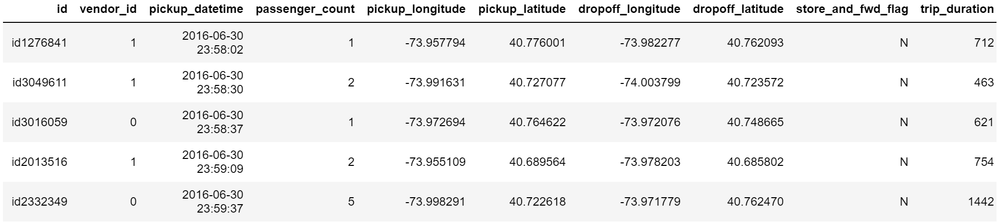 id vendor_id pickup_datetime passenger_count pickup_longitude pickup_latitude dropoff_longitude dropoff_latitude store_and_fwd_flag trip_duration
id1276841 1 2016-06-30 23:58:02 1 -73.957794 40.776001 -73.982277 40.762093 N 712
id3049611 1 2016-06-30 23:58:30 2 -73.991631 40.727077 -74.003799 40.723572 N 463
id3016059 0 2016-06-30 23:58:37 1 -73.972694 40.764622 -73.972076 40.748665 N 621
id2013516 1 2016-06-30 23:59:09 2 -73.955109 40.689564 -73.978203 40.685802 N 754
id2332349 0 2016-06-30 23:59:37 5 -73.998291 40.722618 -73.971779 40.762470 N 1442